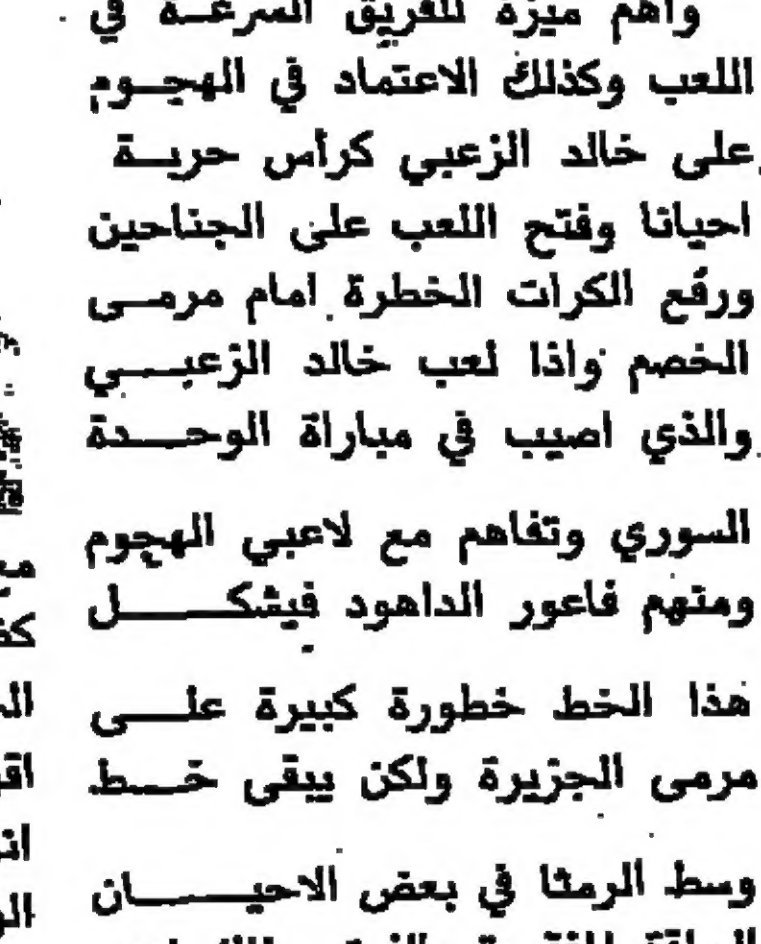 واهم ميزة للفريق السرعة في
اللعب وكذلك الاعتماد في الهجوم
وعلى خالد الزعبي كرأس حربة
احيانا وفتح اللعب على الجناحين
ورفع الكرات الخطرة امام مرمى
الخصم واذا لعب خالد الزعبي
والذي اصيب في مباراة الوحدة
السوري وتفاهم مع لاعبي الهجوم
ومنهم فاعور الداهود فيشكل
هذا الخط خطورة كبيرة على
مرمى الجزيرة ولكن يبقى خط
وسط الرمثا في بعض الاحيان